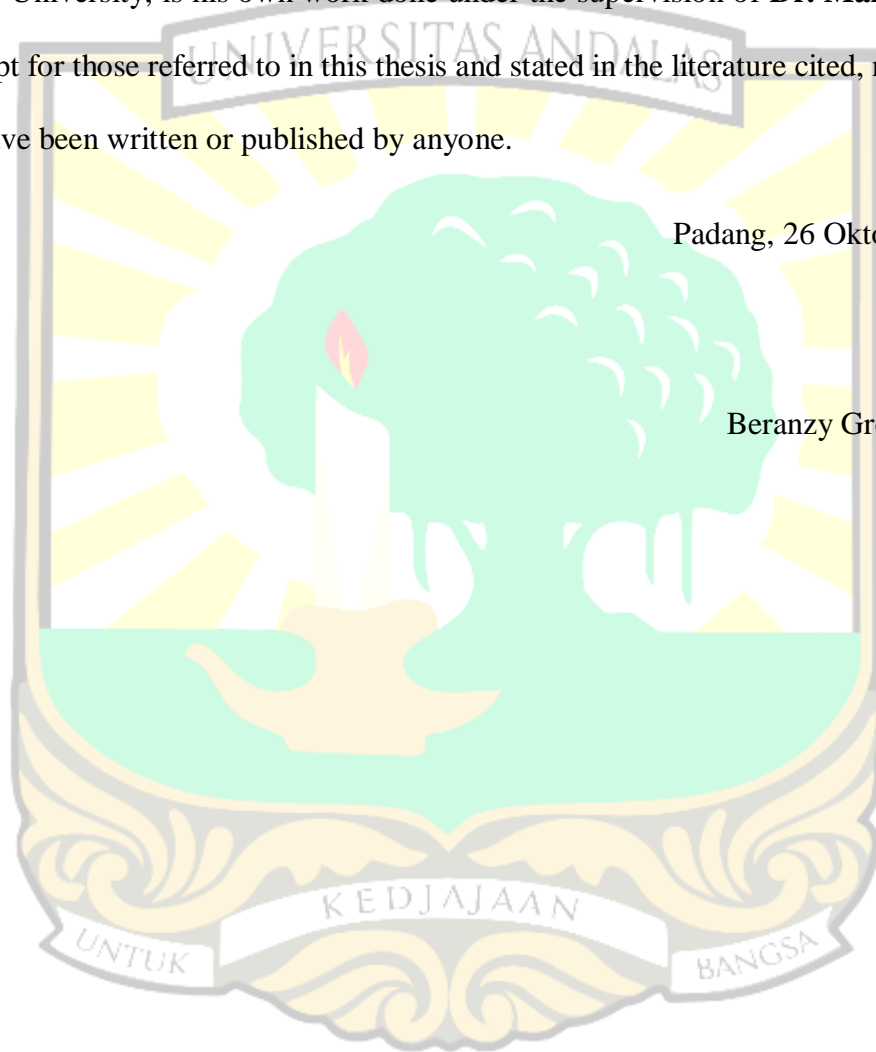 University, is his own work done under the supervision of Dr.
UNIVERSITAS ANDALAS
pt for those referred to in this thesis and stated in the literature cited,
ve been written or published by anyone.
Padang, 26 Okto
Beranzy Gr
KEDJAJAAN
UNTUK BANGSA